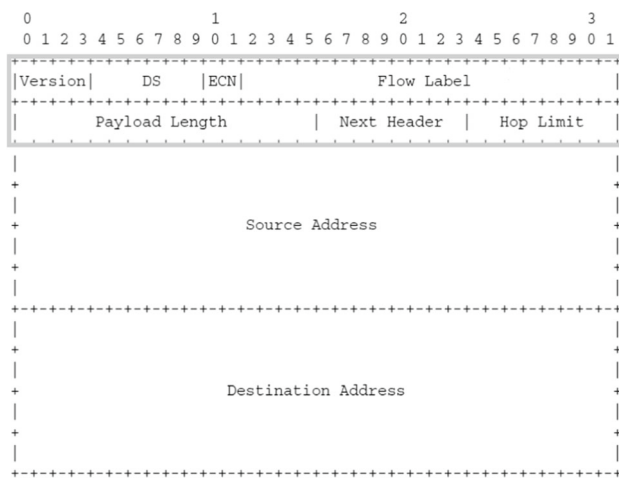 0 1 2 3
0 1 2 3 4 5 6 7 8 9 0 1 2 3 4 5 6 7 8 9 0 1 2 3 4 5 6 7 8 9 0 1
+-+-+-+-+-+-+-+-+-+-+-+-+-+-+-+-+-+-+-+-+-+-+-+-+-+-+-+-+-+-+-+-+
|Version| DS |ECN| Flow Label |
+-+-+-+-+-+-+-+-+-+-+-+-+-+-+-+-+-+-+-+-+-+-+-+-+-+-+-+-+-+-+-+-+
| Payload Length | Next Header | Hop Limit |
| |
+ +
| |
+ Source Address +
| |
+ +
| |
+-+-+-+-+-+-+-+-+-+-+-+-+-+-+-+-+-+-+-+-+-+-+-+-+-+-+-+-+-+-+-+-+
| |
+ +
| |
+ Destination Address +
| |
+ +
| |
+-+-+-+-+-+-+-+-+-+-+-+-+-+-+-+-+-+-+-+-+-+-+-+-+-+-+-+-+-+-+-+-+